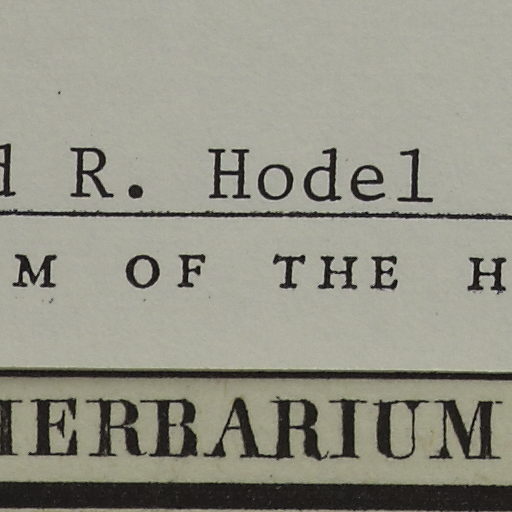 d R. Hodel
M OF THE H
HERBARIUM